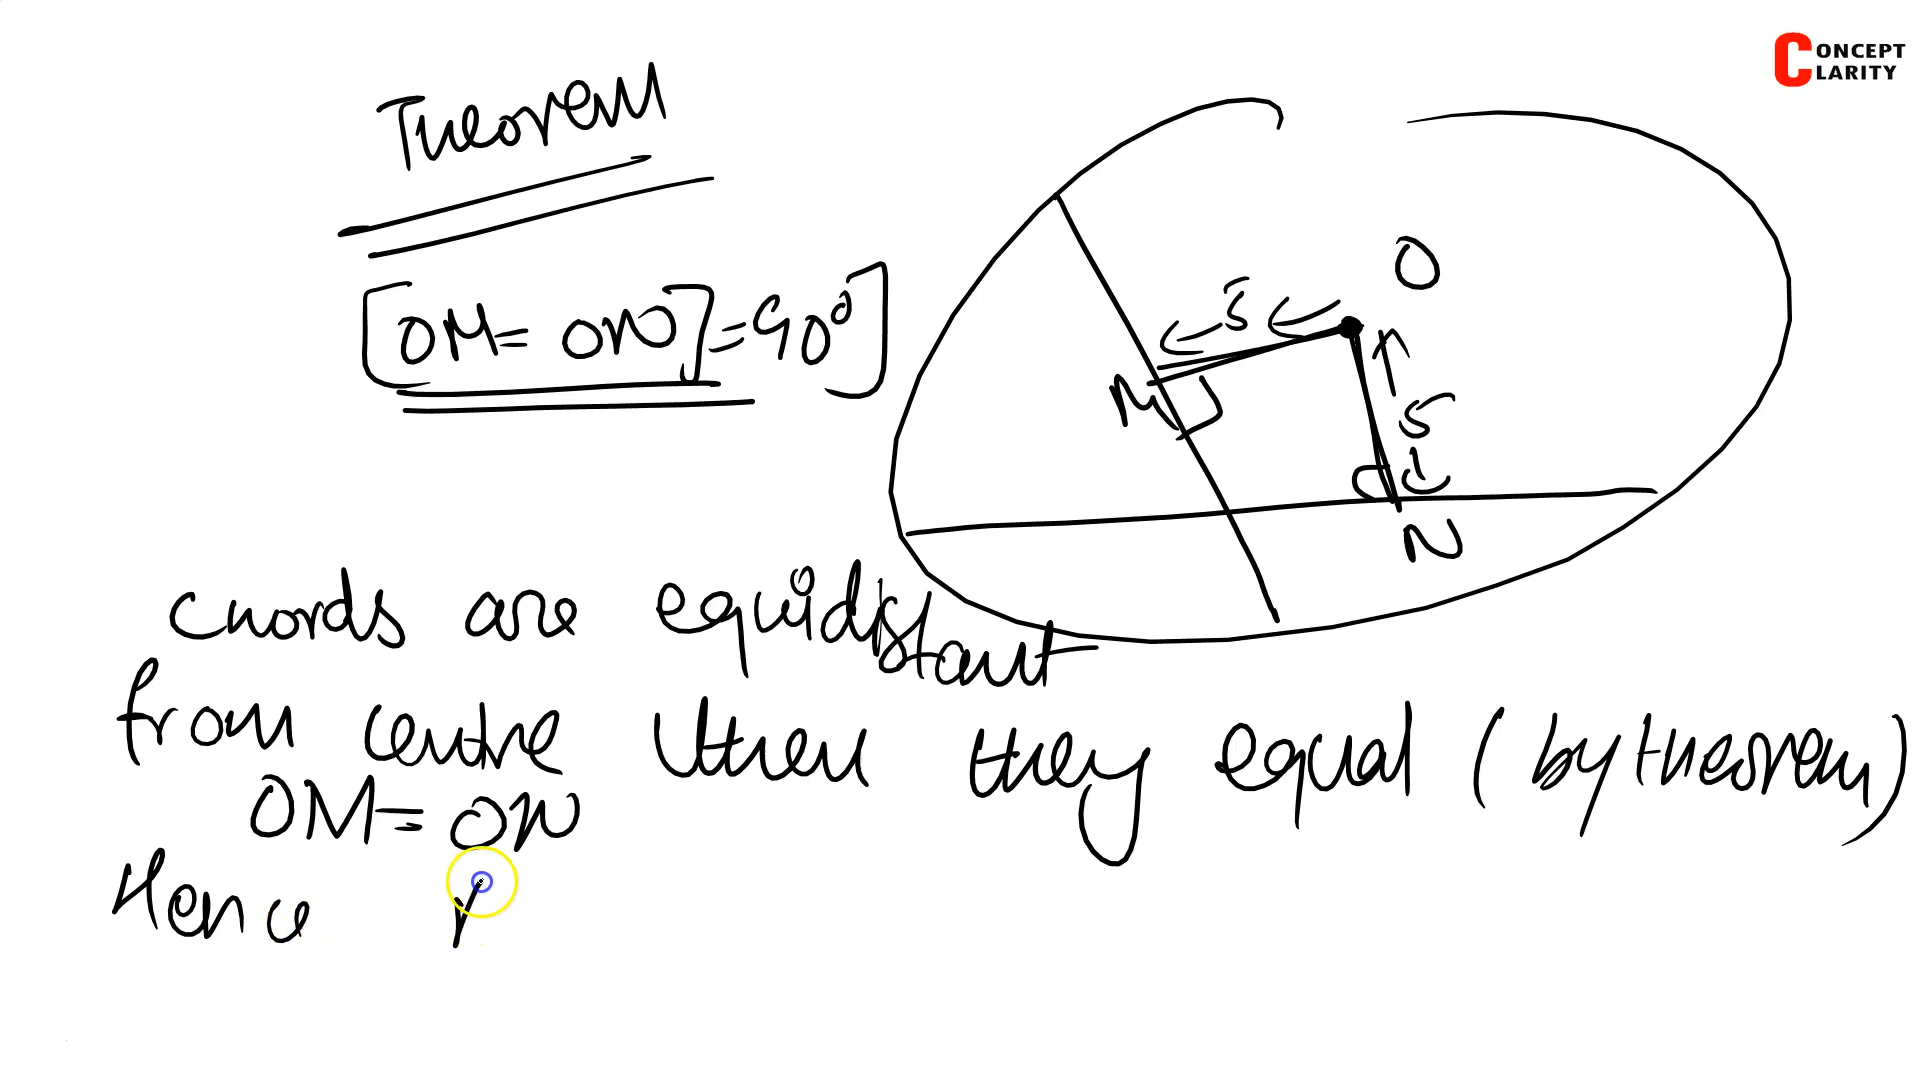 CONCEPT
CLARITY
Theorem
[OM = ON] = 90°]
O
5
M
5
N
chords are equidistant
from centre then they equal (by theorem)
OM = ON
Hence